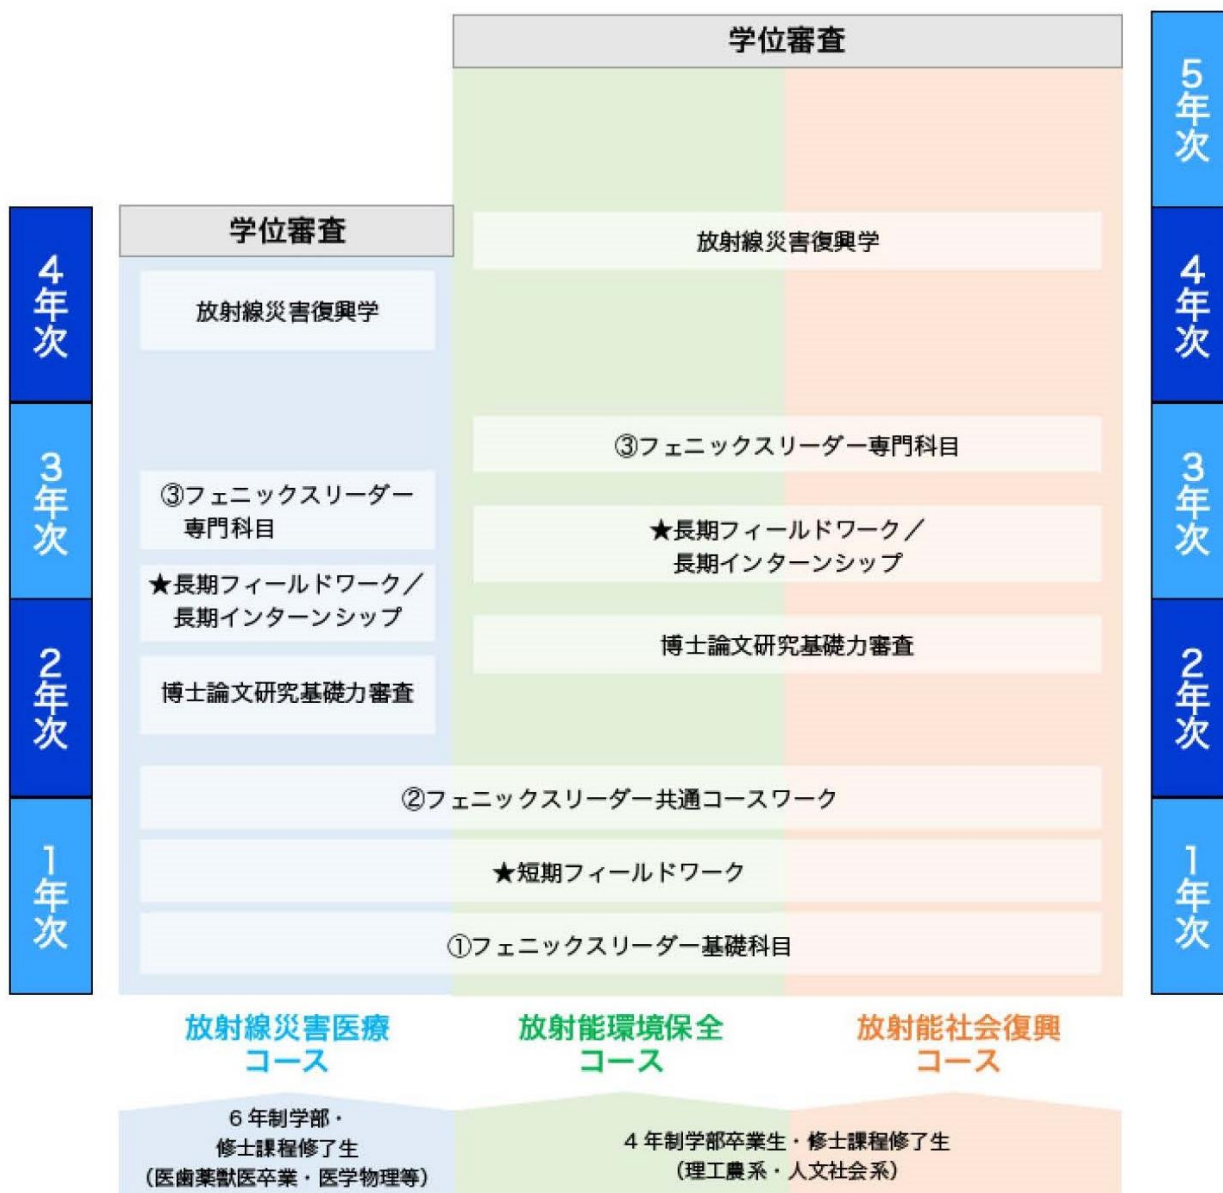 学位審査
5年次
4年次
3年次
2年次
1年次
学位審査
放射線災害復興学
放射線災害復興学
③フェニックスリーダー専門科目
③フェニックスリーダー
専門科目
★長期フィールドワーク／
長期インターンシップ
★長期フィールドワーク／
長期インターンシップ
博士論文研究基礎力審査
博士論文研究基礎力審査
②フェニックスリーダー共通コースワーク
★短期フィールドワーク
①フェニックスリーダー基礎科目
4年次
3年次
2年次
1年次
放射線災害医療
コース
放射能環境保全
コース
放射能社会復興
コース
6年制学部・
修士課程修了生
（医歯薬獣医卒業・医学物理等）
4年制学部卒業生・修士課程修了生
（理工農系・人文社会系）